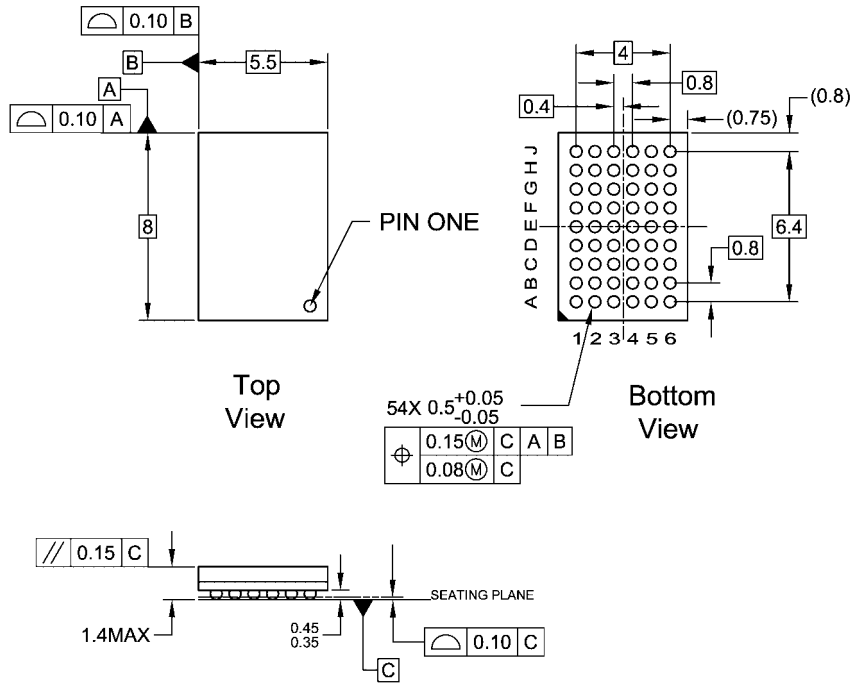 0.10 B
B
5.5
A
0.10 A
8
PIN ONE
Top
View
4
0.8
0.4
(0.75)
(0.8)
J
H
G
F
E
D
C
B
A
6.4
0.8
1 2 3 4 5 6
Bottom
View
54X 0.5 +0.05
-0.05
0.15 Ⓜ C A B
0.08 Ⓜ C
// 0.15 C
1.4MAX
0.45
0.35
SEATING PLANE
0.10 C
C